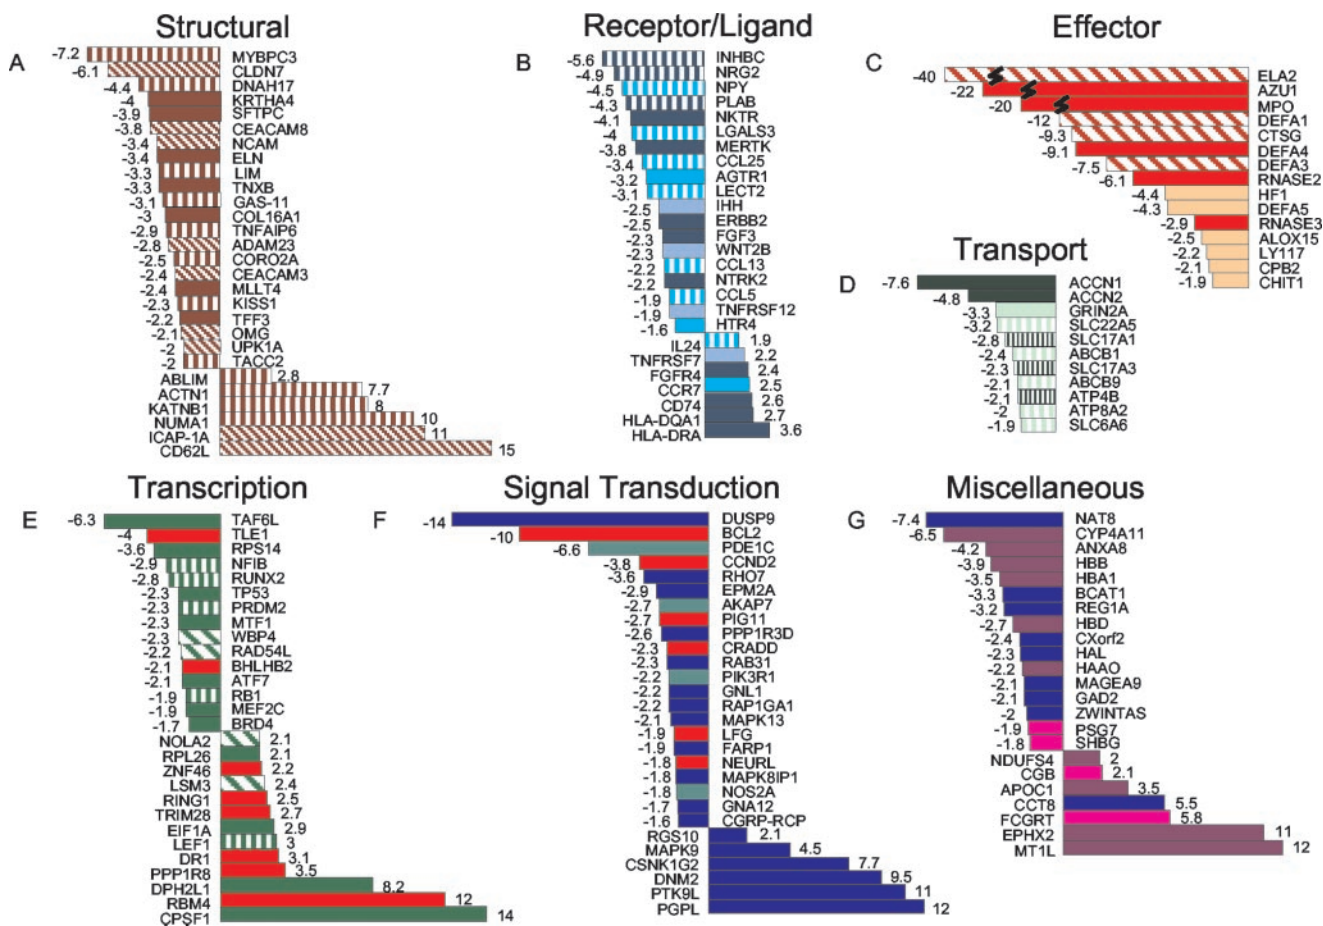 Structural
A
-7.2 MYBPC3
-6.1 CLDN7
-4.4 DNAH17
-4 KRTHA4
-3.9 SFTPC
-3.8 CEACAM8
-3.4 NCAM
-3.4 ELN
-3.3 LIM
-3.3 TNXB
-3.1 GAS-11
-3 COL16A1
-2.9 TNFAIP6
-2.8 ADAM23
-2.5 CORO2A
-2.4 CEACAM3
-2.4 MLLT4
-2.3 KISS1
-2.2 TFF3
-2.1 OMG
-2 UPK1A
-2 TACC2
ABLIM 2.8
ACTN1 7.7
KATNB1 8
NUMA1 10
ICAP-1A 11
CD62L 15
Receptor/Ligand
B
-5.6 INHBC
-4.9 NRG2
-4.5 NPY
-4.3 PLAB
-4.1 NKTR
-4 LGALS3
-3.8 MERTK
-3.4 CCL25
-3.2 AGTR1
-3.1 LECT2
-2.5 IHH
-2.5 ERBB2
-2.3 FGF3
-2.3 WNT2B
-2.2 CCL13
-2.2 NTRK2
-1.9 CCL5
-1.9 TNFRSF12
-1.6 HTR4
IL24 1.9
TNFRSF7 2.2
FGFR4 2.4
CCR7 2.5
CD74 2.6
HLA-DQA1 2.7
HLA-DRA 3.6
Effector
C
-40 ELA2
-22 AZU1
-20 MPO
-12 DEFA1
-9.3 CTSG
-9.1 DEFA4
-7.5 DEFA3
-6.1 RNASE2
-4.4 HF1
-4.3 DEFA5
-2.9 RNASE3
-2.5 ALOX15
-2.2 LY117
-2.1 CPB2
-1.9 CHIT1
Transport
D
-7.6 ACCN1
-4.8 ACCN2
-3.3 GRIN2A
-3.2 SLC22A5
-2.8 SLC17A1
-2.4 ABCB1
-2.3 SLC17A3
-2.1 ABCB9
-2.1 ATP4B
-2 ATP8A2
-1.9 SLC6A6
Transcription
E
-6.3 TAF6L
-4 TLE1
-3.6 RPS14
-2.9 NFIB
-2.8 RUNX2
-2.3 TP53
-2.3 PRDM2
-2.3 MTF1
-2.3 WBP4
-2.2 RAD54L
-2.1 BHLHB2
-2.1 ATF7
-1.9 RB1
-1.9 MEF2C
-1.7 BRD4
NOLA2 2.1
RPL26 2.1
ZNF46 2.2
LSM3 2.4
RING1 2.5
TRIM28 2.7
EIF1A 2.9
LEF1 3
DR1 3.1
PPP1R8 3.5
DPH2L1 8.2
RBM4 12
CPSF1 14
Signal Transduction
F
-14 DUSP9
-10 BCL2
-6.6 PDE1C
-3.8 CCND2
-3.6 RHO7
-2.9 EPM2A
-2.7 AKAP7
-2.7 PIG11
-2.6 PPP1R3D
-2.3 CRADD
-2.3 RAB31
-2.2 PIK3R1
-2.2 GNL1
-2.2 RAP1GA1
-2.1 MAPK13
-1.9 LFG
-1.9 FARP1
-1.8 NEURL
-1.8 MAPK8IP1
-1.8 NOS2A
-1.7 GNA12
-1.6 CGRP-RCP
RGS10 2.1
MAPK9 4.5
CSNK1G2 7.7
DNM2 9.5
PTK9L 11
PGPL 12
Miscellaneous
G
-7.4 NAT8
-6.5 CYP4A11
-4.2 ANXA8
-3.9 HBB
-3.5 HBA1
-3.3 BCAT1
-3.2 REG1A
-2.7 HBD
-2.4 CXorf2
-2.3 HAL
-2.2 HAAO
-2.1 MAGEA9
-2.1 GAD2
-2 ZWINTAS
-1.9 PSG7
-1.8 SHBG
NDUFS4 2
CGB 2.1
APOC1 3.5
CCT8 5.5
FCGRT 5.8
EPHX2 11
MT1L 12